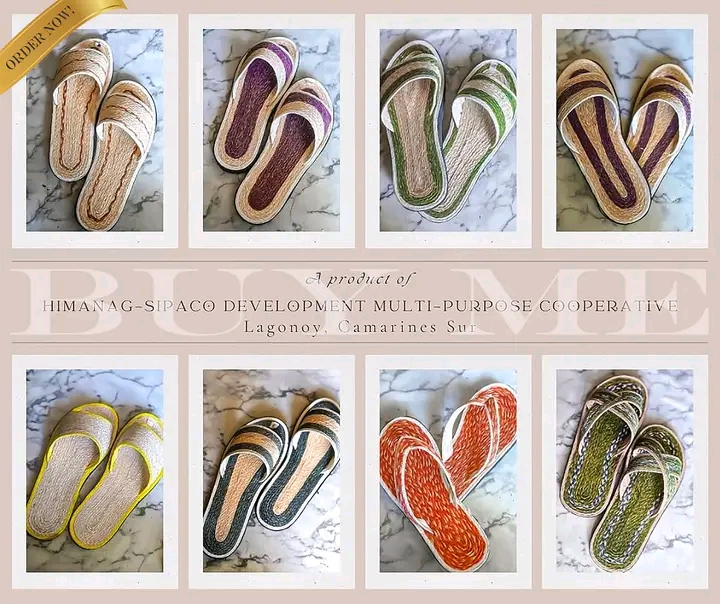 ORDER NOW!
BUY ME
A product of
HIMANAG-SIPACO DEVELOPMENT MULTI-PURPOSE COOPERATIVE
Lagonoy, Camarines Sur